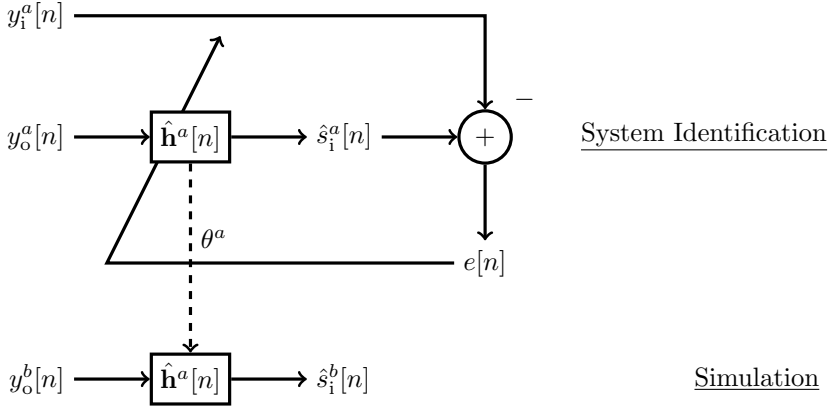 y_i^a[n]
−
y_o^a[n] ĥ^a[n] ŝ_i^a[n] + System Identification
θ^a
e[n]
y_o^b[n] ĥ^a[n] ŝ_i^b[n] Simulation